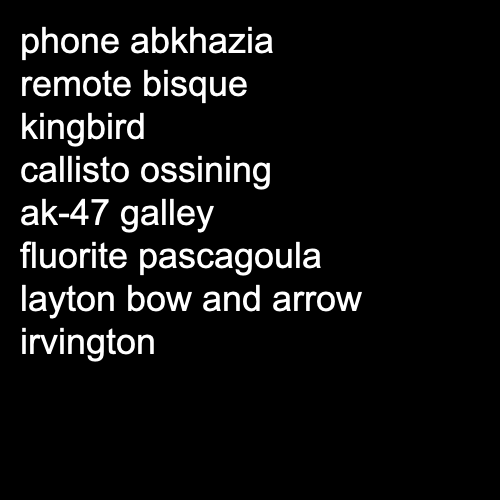 phone abkhazia
remote bisque
kingbird
callisto ossining
ak-47 galley
fluorite pascagoula
layton bow and arrow
irvington